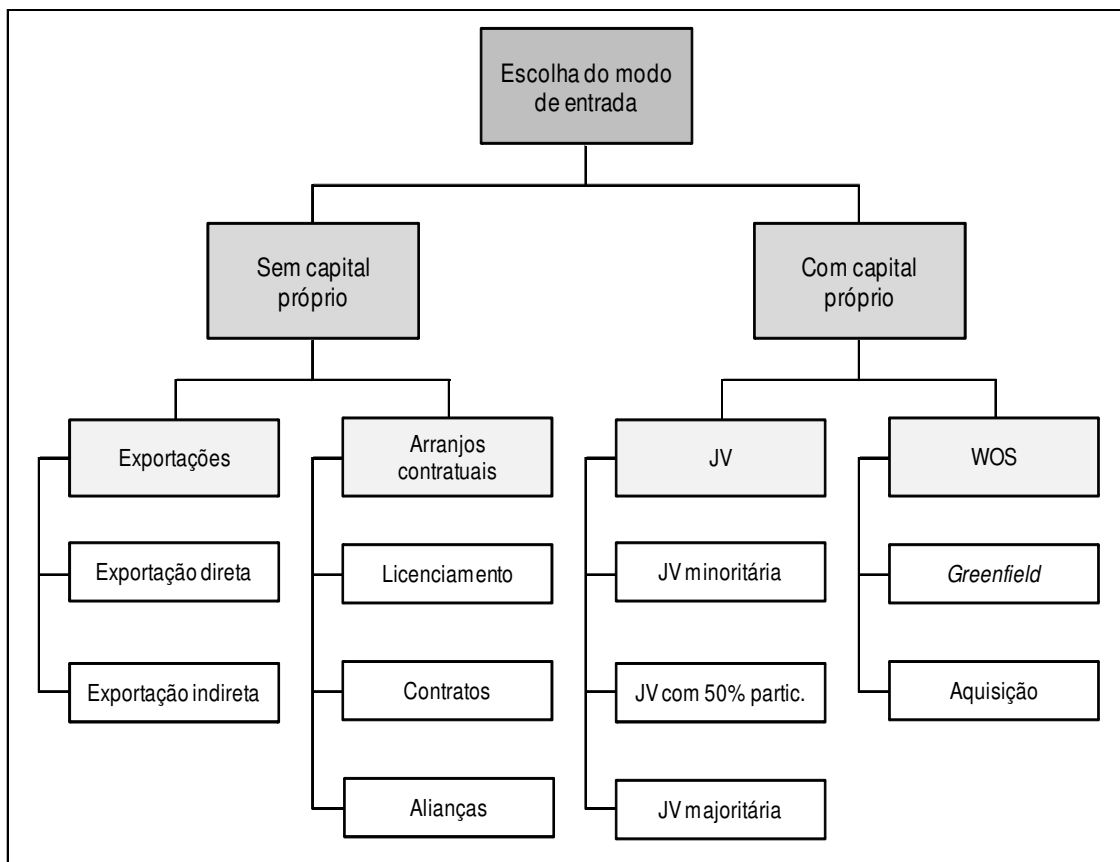 Escolha do modo
de entrada
Sem capital
próprio
Com capital
próprio
Exportações
Arranjos
contratuais
JV
WOS
Exportação direta
Licenciamento
JV minoritária
Greenfield
Exportação indireta
Contratos
JV com 50% partic.
Aquisição
Alianças
JV majoritária